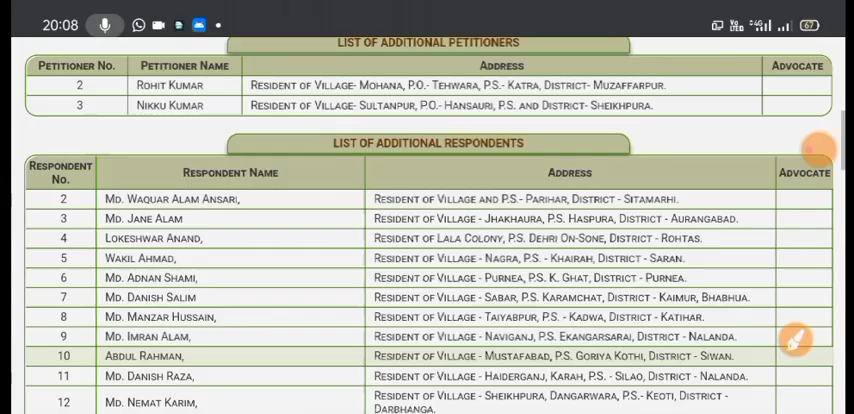 20:08 Vo LTE 4G 67
LIST OF ADDITIONAL PETITIONERS
PETITIONER NO. PETITIONER NAME ADDRESS ADVOCATE
2 ROHIT KUMAR RESIDENT OF VILLAGE- MOHANA, P.O.- TEHWARA, P.S.- KATRA, DISTRICT- MUZAFFARPUR.
3 NIKKU KUMAR RESIDENT OF VILLAGE- SULTANPUR, P.O.- HANSAURI, P.S. AND DISTRICT- SHEIKHPURA.
LIST OF ADDITIONAL RESPONDENTS
RESPONDENT NO. RESPONDENT NAME ADDRESS ADVOCATE
2 MD. WAQUAR ALAM ANSARI, RESIDENT OF VILLAGE AND P.S.- PARIHAR, DISTRICT - SITAMARHI.
3 MD. JANE ALAM RESIDENT OF VILLAGE - JHAKHAURA, P.S. HASPURA, DISTRICT - AURANGABAD.
4 LOKESHWAR ANAND, RESIDENT OF LALA COLONY, P.S. DEHRI ON-SONE, DISTRICT - ROHTAS.
5 WAKIL AHMAD, RESIDENT OF VILLAGE - NAGRA, P.S. - KHAIRAH, DISTRICT - SARAN.
6 MD. ADNAN SHAMI, RESIDENT OF VILLAGE - PURNEA, P.S. K. GHAT, DISTRICT - PURNEA.
7 MD. DANISH SALIM RESIDENT OF VILLAGE - SABAR, P.S. KARAMCHAT, DISTRICT - KAIMUR, BHABHUA.
8 MD. MANZAR HUSSAIN, RESIDENT OF VILLAGE - TAIYABPUR, P.S. - KADWA, DISTRICT - KATIHAR.
9 MD. IMRAN ALAM, RESIDENT OF VILLAGE - NAVIGANJ, P.S. EKANGARSARAI, DISTRICT - NALANDA.
10 ABDUL RAHMAN, RESIDENT OF VILLAGE - MUSTAFABAD, P.S. GORIYA KOTHI, DISTRICT - SIWAN.
11 MD. DANISH RAZA, RESIDENT OF VILLAGE - HAIDERGANJ, KARAH, P.S. - SILAO, DISTRICT - NALANDA.
12 MD. NEMAT KARIM, RESIDENT OF VILLAGE - SHEIKHPURA, DANGARWARA, P.S.- KEOTI, DISTRICT -
DARBHANGA.